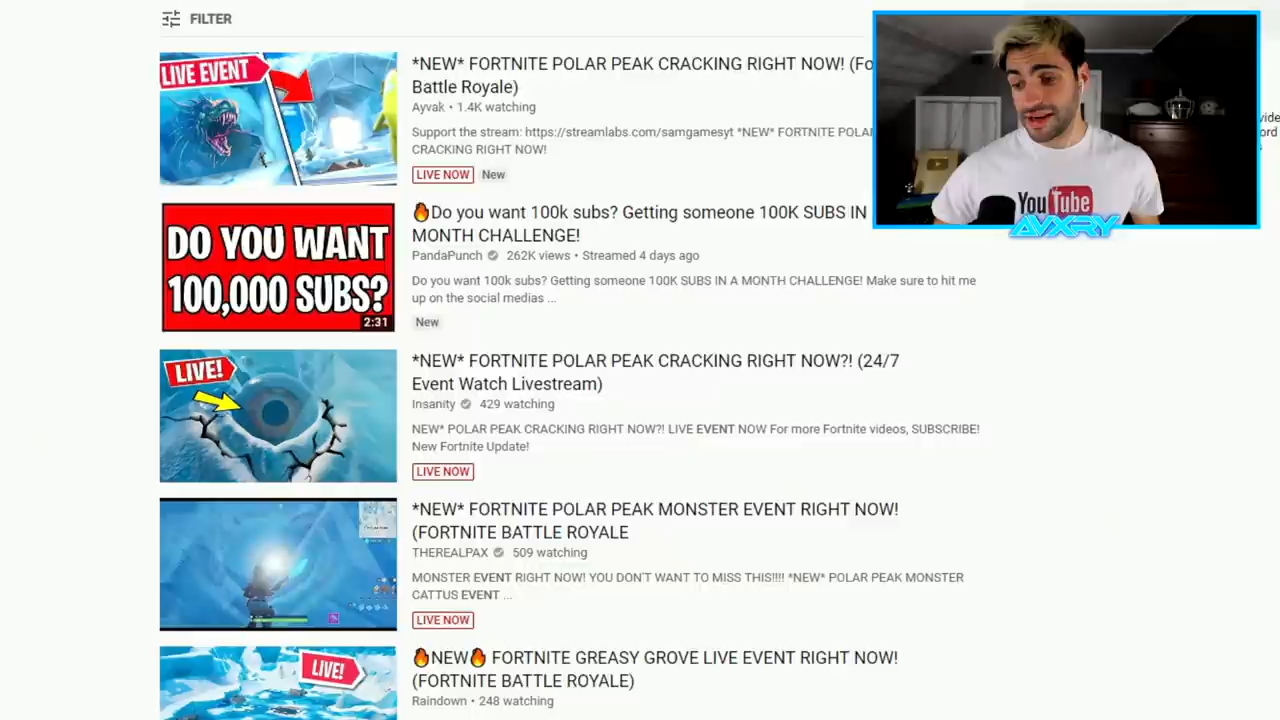 FILTER
LIVE EVENT
*NEW* FORTNITE POLAR PEAK CRACKING RIGHT NOW! (Fo
Battle Royale)
Ayvak • 1.4K watching
Support the stream: https://streamlabs.com/samgamesyt *NEW* FORTNITE POLAR
CRACKING RIGHT NOW!
LIVE NOW New
YouTube
AVXRY
DO YOU WANT
100,000 SUBS?
2:31
🔥Do you want 100k subs? Getting someone 100K SUBS IN
MONTH CHALLENGE!
PandaPunch 262K views • Streamed 4 days ago
Do you want 100k subs? Getting someone 100K SUBS IN A MONTH CHALLENGE! Make sure to hit me
up on the social medias ...
New
LIVE!
*NEW* FORTNITE POLAR PEAK CRACKING RIGHT NOW?! (24/7
Event Watch Livestream)
Insanity 429 watching
NEW* POLAR PEAK CRACKING RIGHT NOW?! LIVE EVENT NOW For more Fortnite videos, SUBSCRIBE!
New Fortnite Update!
LIVE NOW
*NEW* FORTNITE POLAR PEAK MONSTER EVENT RIGHT NOW!
(FORTNITE BATTLE ROYALE
THEREALPAX 509 watching
MONSTER EVENT RIGHT NOW! YOU DON'T WANT TO MISS THIS!!!! *NEW* POLAR PEAK MONSTER
CATTUS EVENT ...
LIVE NOW
LIVE!
🔥NEW🔥 FORTNITE GREASY GROVE LIVE EVENT RIGHT NOW!
(FORTNITE BATTLE ROYALE)
Raindown • 248 watching